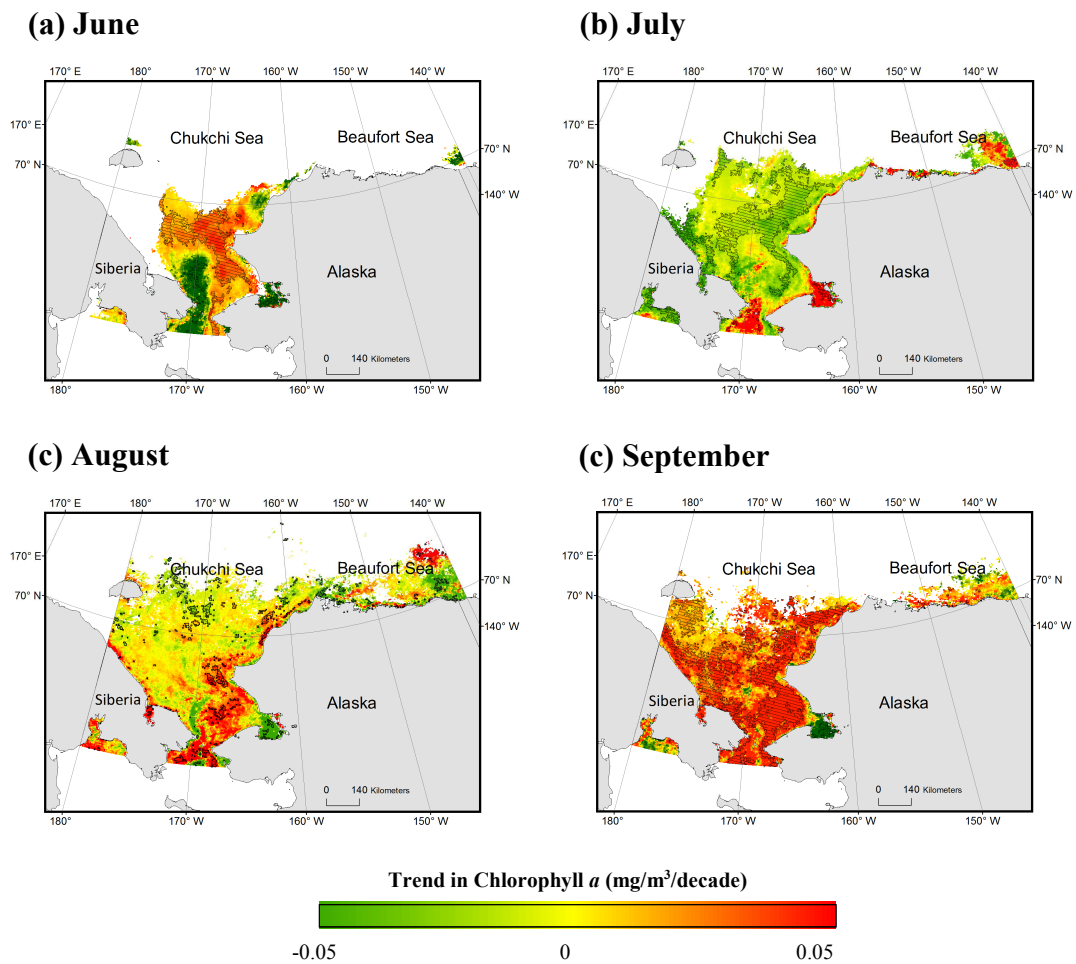 (a) June
(b) July
170° E 180° 170° W 160° W 150° W 140° W
170° E 180° 170° W 160° W 150° W 140° W
170° E
70° N
Chukchi Sea
Beaufort Sea
70° N
140° W
Siberia
Alaska
0 140 Kilometers
180° 170° W 160° W 150° W
170° E
70° N
Chukchi Sea
Beaufort Sea
70° N
140° W
Siberia
Alaska
0 140 Kilometers
180° 170° W 160° W 150° W
(c) August
(c) September
170° E 180° 170° W 160° W 150° W 140° W
170° E 180° 170° W 160° W 150° W 140° W
170° E
70° N
Chukchi Sea
Beaufort Sea
70° N
140° W
Siberia
Alaska
0 140 Kilometers
180° 170° W 160° W 150° W
170° E
70° N
Chukchi Sea
Beaufort Sea
70° N
140° W
Siberia
Alaska
0 140 Kilometers
180° 170° W 160° W 150° W
Trend in Chlorophyll a (mg/m³/decade)
-0.05 0 0.05